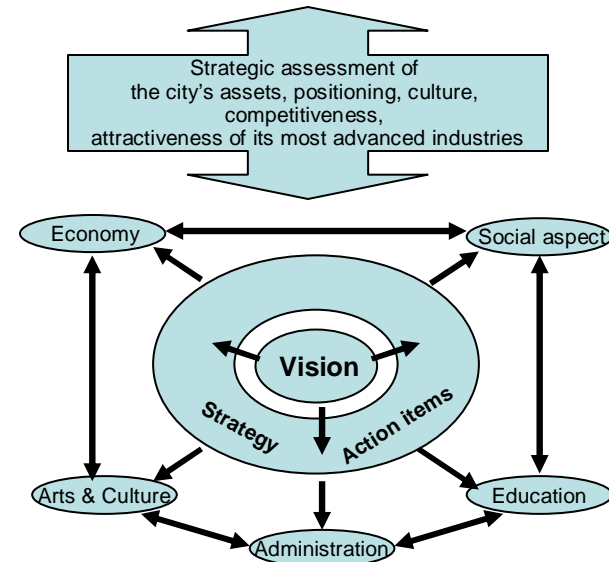 Strategic assessment of
the city's assets, positioning, culture,
competitiveness,
attractiveness of its most advanced industries
Economy
Social aspect
Vision
Strategy
Action items
Arts & Culture
Education
Administration